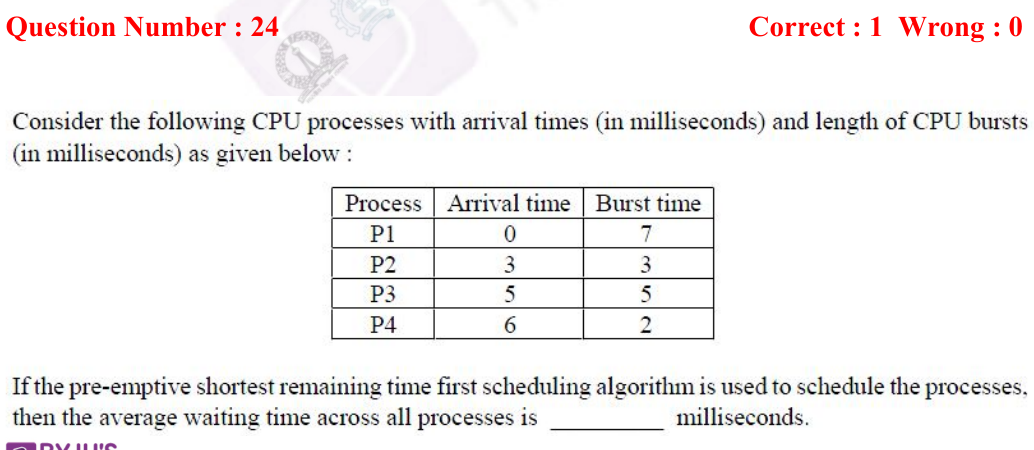 Question Number : 24 Correct : 1 Wrong : 0
Consider the following CPU processes with arrival times (in milliseconds) and length of CPU bursts
(in milliseconds) as given below :
Process Arrival time Burst time
P1 0 7
P2 3 3
P3 5 5
P4 6 2
If the pre-emptive shortest remaining time first scheduling algorithm is used to schedule the processes,
then the average waiting time across all processes is ________ milliseconds.
BYJU'S